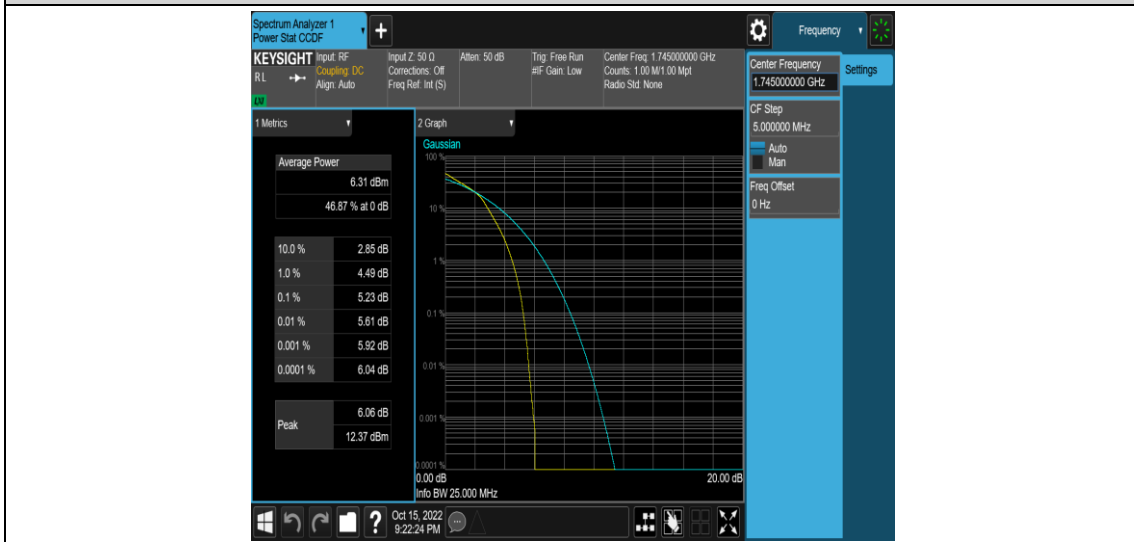 Spectrum Analyzer 1
Power Stat CCDF
+
Frequency
KEYSIGHT
RL
LXI
Input: RF
Coupling: DC
Align: Auto
Input Z: 50 Ω
Corrections: Off
Freq Ref: Int (S)
Atten: 50 dB
Trig: Free Run
#IF Gain: Low
Center Freq: 1.745000000 GHz
Counts: 1.00 M/1.00 Mpt
Radio Std: None
Center Frequency
1.745000000 GHz
Settings
CF Step
5.000000 MHz
Auto
Man
Freq Offset
0 Hz
1 Metrics
Average Power
6.31 dBm
46.87 % at 0 dB
10.0 % 2.85 dB
1.0 % 4.49 dB
0.1 % 5.23 dB
0.01 % 5.61 dB
0.001 % 5.92 dB
0.0001 % 6.04 dB
Peak
6.06 dB
12.37 dBm
2 Graph
Gaussian
100 %
10 %
1 %
0.1 %
0.01 %
0.001 %
0.0001 %
0.00 dB 20.00 dB
Info BW 25.000 MHz
?
Oct 15, 2022
9:22:24 PM